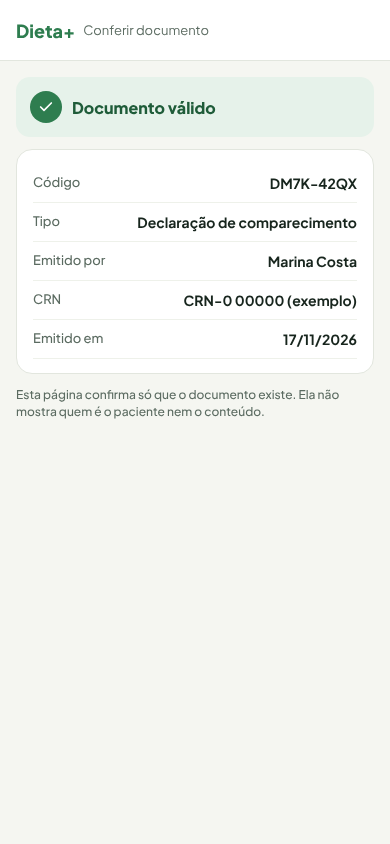 Dieta+ Conferir documento
Documento válido
Código DM7K-42QX
Tipo Declaração de comparecimento
Emitido por Marina Costa
CRN CRN-0 00000 (exemplo)
Emitido em 17/11/2026
Esta página confirma só que o documento existe. Ela não
mostra quem é o paciente nem o conteúdo.